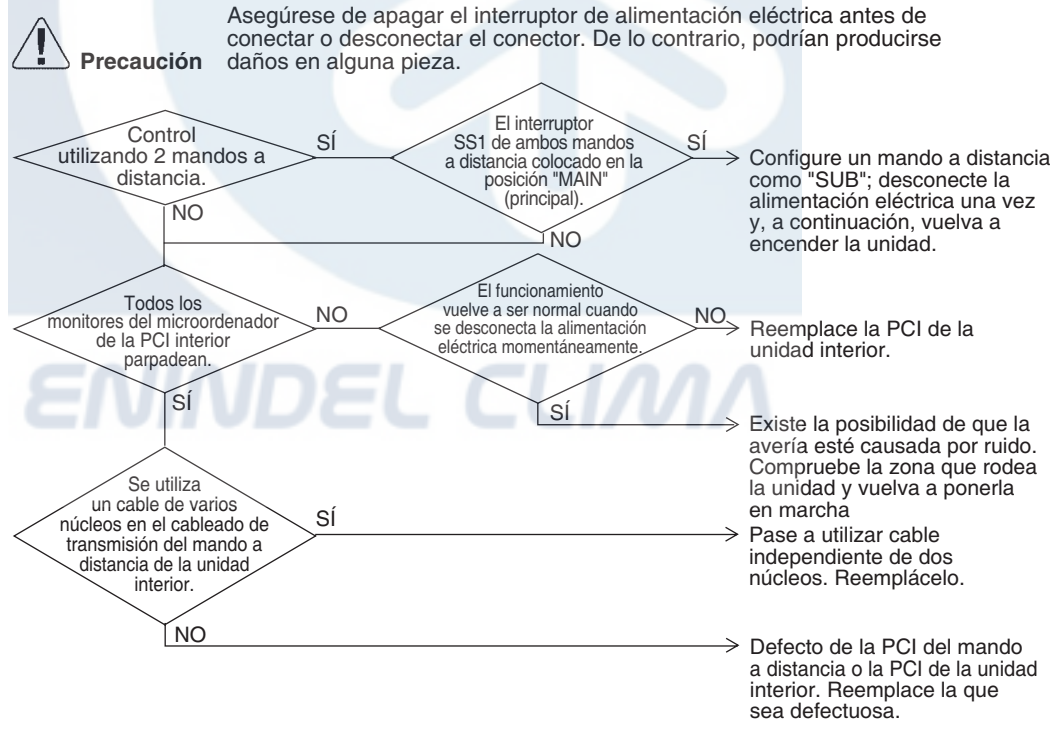 Asegúrese de apagar el interruptor de alimentación eléctrica antes de
conectar o desconectar el conector. De lo contrario, podrían producirse
Precaución daños en alguna pieza.
Control
utilizando 2 mandos a
distancia.
SÍ
El interruptor
SS1 de ambos mandos
a distancia colocado en la
posición "MAIN"
(principal).
SÍ
Configure un mando a distancia
como "SUB"; desconecte la
alimentación eléctrica una vez
y, a continuación, vuelva a
encender la unidad.
NO
NO
Todos los
monitores del microordenador
de la PCI interior
parpadean.
NO
El funcionamiento
vuelve a ser normal cuando
se desconecta la alimentación
eléctrica momentáneamente.
NO
Reemplace la PCI de la
unidad interior.
ENINDEL CLIMA
SÍ
SÍ
Existe la posibilidad de que la
avería esté causada por ruido.
Compruebe la zona que rodea
la unidad y vuelva a ponerla
en marcha
Se utiliza
un cable de varios
núcleos en el cableado de
transmisión del mando a
distancia de la unidad
interior.
SÍ
Pase a utilizar cable
independiente de dos
núcleos. Reemplácelo.
NO
Defecto de la PCI del mando
a distancia o la PCI de la unidad
interior. Reemplace la que
sea defectuosa.